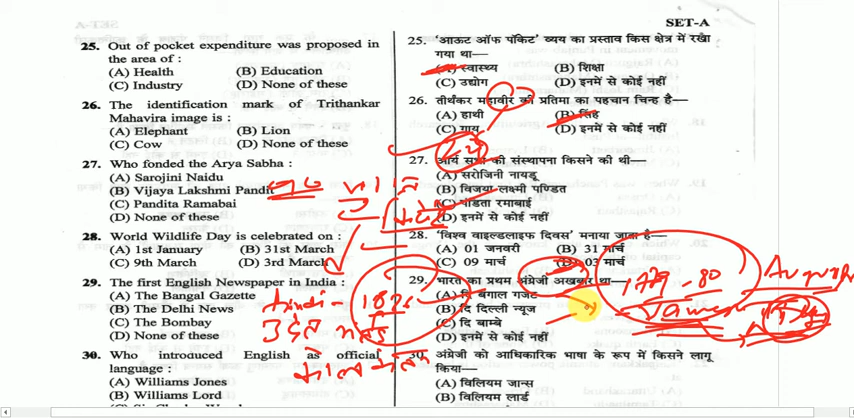 SET-A
25. Out of pocket expenditure was proposed in
the area of :
(A) Health (B) Education
(C) Industry (D) None of these
26. The identification mark of Trithankar
Mahavira image is :
(A) Elephant (B) Lion
(C) Cow (D) None of these
27. Who fonded the Arya Sabha :
(A) Sarojini Naidu
(B) Vijaya Lakshmi Pandit
(C) Pandita Ramabai
(D) None of these
28. World Wildlife Day is celebrated on :
(A) 1st January (B) 31st March
(C) 9th March (D) 3rd March
29. The first English Newspaper in India :
(A) The Bangal Gazette
(B) The Delhi News
(C) The Bombay
(D) None of these
30. Who introduced English as official
language :
(A) Williams Jones
(B) Williams Lord
25. 'आऊट ऑफ पॉकेट' व्यय का प्रस्ताव किस क्षेत्र में रखा
गया था—
(A) स्वास्थ्य (B) शिक्षा
(C) उद्योग (D) इनमें से कोई नहीं
26. तीर्थंकर महावीर की प्रतिमा का पहचान चिन्ह है-
(A) हाथी (B) सिंह
(C) गाय (D) इनमें से कोई नहीं
24
27. आर्य सभा की संस्थापना किसने की थी—
(A) सरोजिनी नायडू
(B) विजया लक्ष्मी पण्डित
(C) पंडिता रमाबाई
(D) इनमें से कोई नहीं
28. 'विश्व वाइल्डलाइफ दिवस' मनाया जाता है—
(A) 01 जनवरी (B) 31 मार्च
(C) 09 मार्च (D) 03 मार्च
29. भारत का प्रथम अंग्रेजी अखबार था—
(A) दि बंगाल गजट
(B) दि दिल्ली न्यूज
(C) दि बाम्बे
(D) इनमें से कोई नहीं
30. अंग्रेजी को आधिकारिक भाषा के रूप में किसने लागू
किया—
(A) विलियम जान्स
(B) विलियम लार्ड
1779-80
James